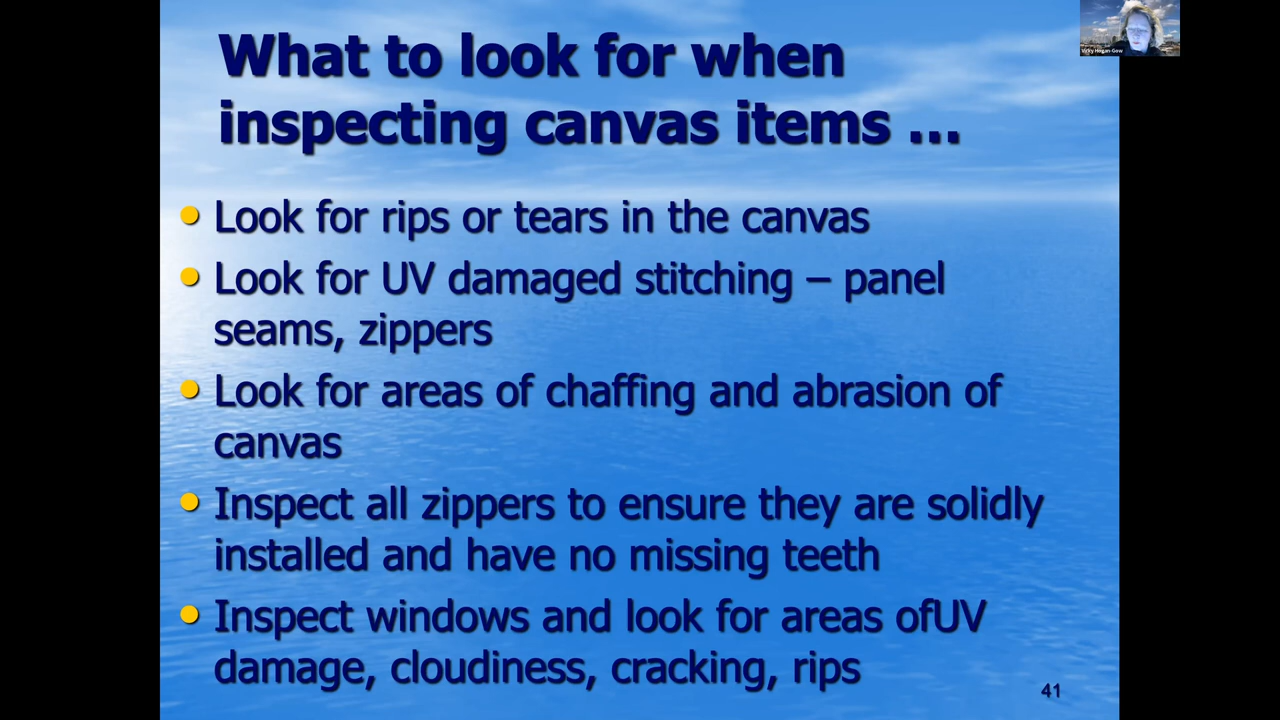 What to look for when
inspecting canvas items ...
• Look for rips or tears in the canvas
• Look for UV damaged stitching – panel
seams, zippers
• Look for areas of chaffing and abrasion of
canvas
• Inspect all zippers to ensure they are solidly
installed and have no missing teeth
• Inspect windows and look for areas ofUV
damage, cloudiness, cracking, rips
41
Vicky Hogan-Gow